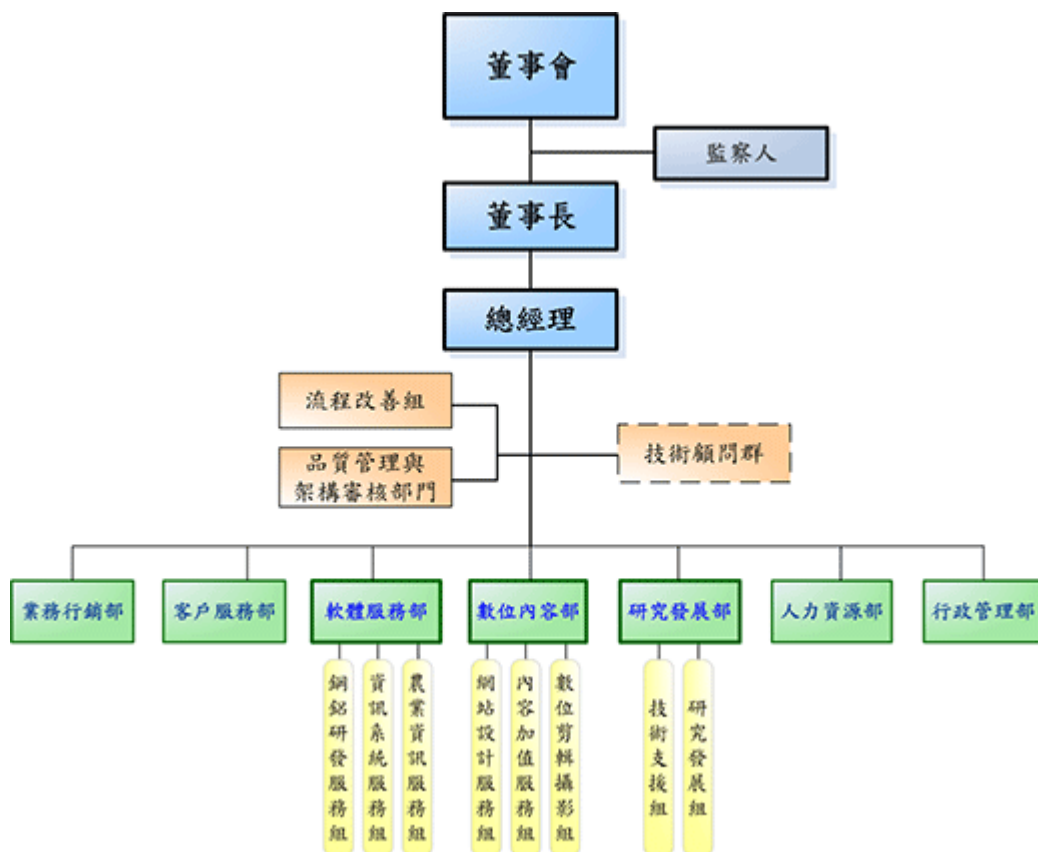 董事會
監察人
董事長
總經理
流程改善組
品質管理與
架構審核部門
技術顧問群
業務行銷部
客戶服務部
軟體服務部
數位內容部
研究發展部
人力資源部
行政管理部
鋼鋁研發服務組
資訊系統服務組
農業資訊服務組
網站設計服務組
內容加值服務組
數位剪輯攝影組
技術支援組
研究發展組